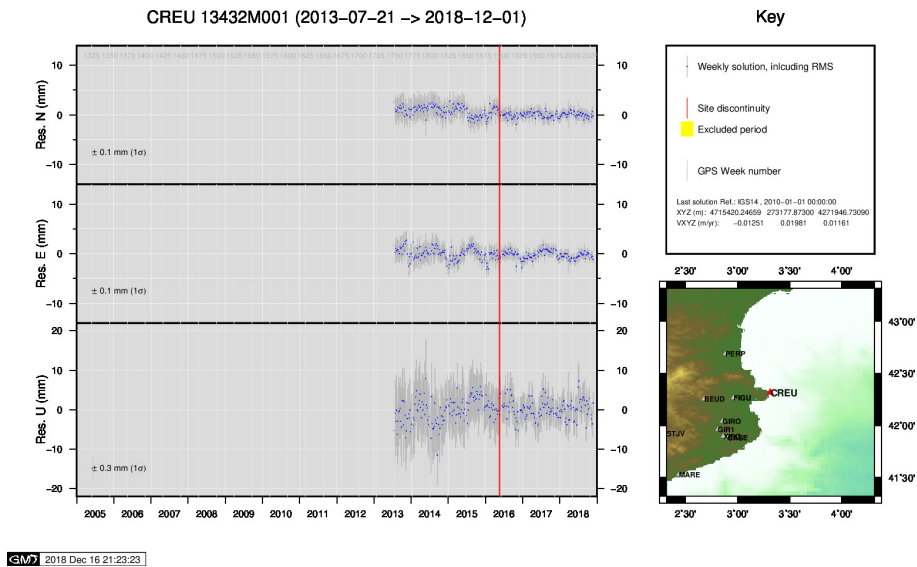 CREU 13432M001 (2013−07−21 −> 2018−12−01)
Key
10
0
−10
Res. N (mm)
± 0.1 mm (1σ)
10
0
−10
10
0
−10
Res. E (mm)
± 0.1 mm (1σ)
10
0
−10
20
10
0
−10
−20
Res. U (mm)
± 0.3 mm (1σ)
20
10
0
−10
−20
2005 2006 2007 2008 2009 2010 2011 2012 2013 2014 2015 2016 2017 2018
Weekly solution, inlcuding RMS
Site discontinuity
Excluded period
GPS Week number
Last solution Ref.: IGS14 , 2010−01−01 00:00:00
XYZ (m): 4715420.24659 273177.87300 4271946.73090
VXYZ (m/yr): −0.01251 0.01981 0.01161
2˚30' 3˚00' 3˚30' 4˚00'
43˚00'
PERP
42˚30'
CREU
BEUD FIGU
GIRO
42˚00'
GIR1
STJV
MARE
41˚30'
2˚30' 3˚00' 3˚30' 4˚00'
GMT 2018 Dec 16 21:23:23